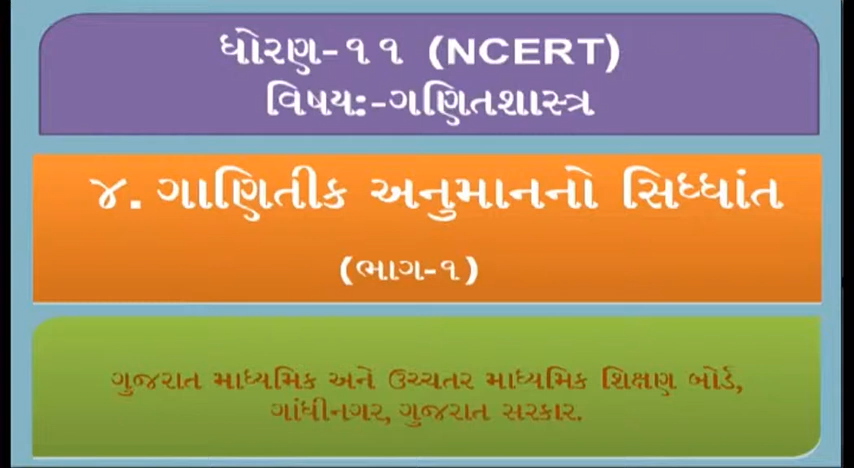 ધોરણ-૧૧ (NCERT)
વિષય:-ગણિતશાસ્ત્ર
૪. ગાણિતીક અનુમાનનો સિધ્ધાંત
(ભાગ-૧)
ગુજરાત માધ્યમિક અને ઉચ્ચતર માધ્યમિક શિક્ષણ બોર્ડ,
ગાંધીનગર, ગુજરાત સરકાર.